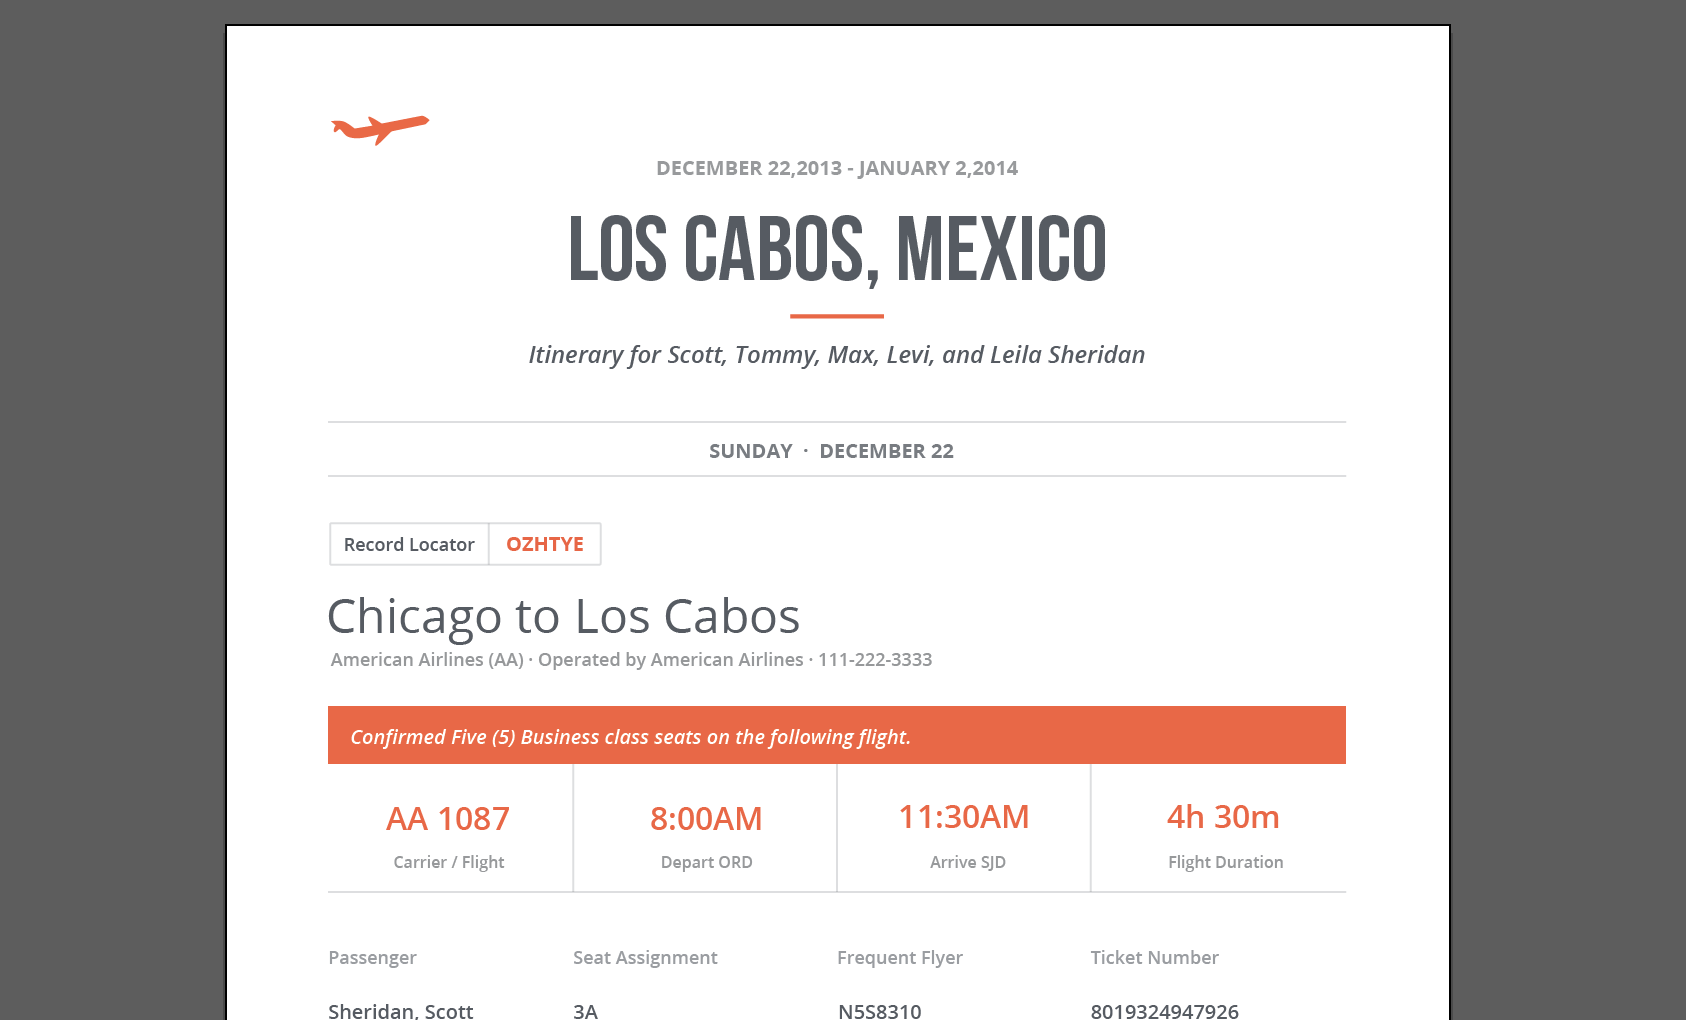 DECEMBER 22,2013 - JANUARY 2,2014
LOS CABOS, MEXICO
Itinerary for Scott, Tommy, Max, Levi, and Leila Sheridan
SUNDAY · DECEMBER 22
Record Locator OZHTYE
Chicago to Los Cabos
American Airlines (AA) · Operated by American Airlines · 111-222-3333
Confirmed Five (5) Business class seats on the following flight.
AA 1087 8:00AM 11:30AM 4h 30m
Carrier / Flight Depart ORD Arrive SJD Flight Duration
Passenger Seat Assignment Frequent Flyer Ticket Number
Sheridan, Scott 3A N5S8310 8019324947926